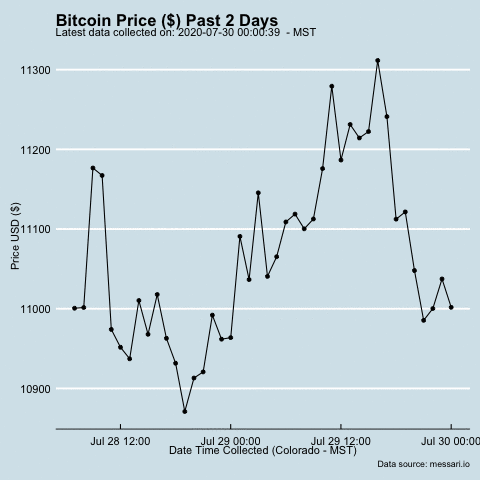 Bitcoin Price ($) Past 2 Days
Latest data collected on: 2020-07-30 00:00:39  - MST
Price USD ($)
11300
11200
11100
11000
10900
Jul 28 12:00 Jul 29 00:00 Jul 29 12:00 Jul 30 00:00
Date Time Collected (Colorado - MST)
Data source: messari.io